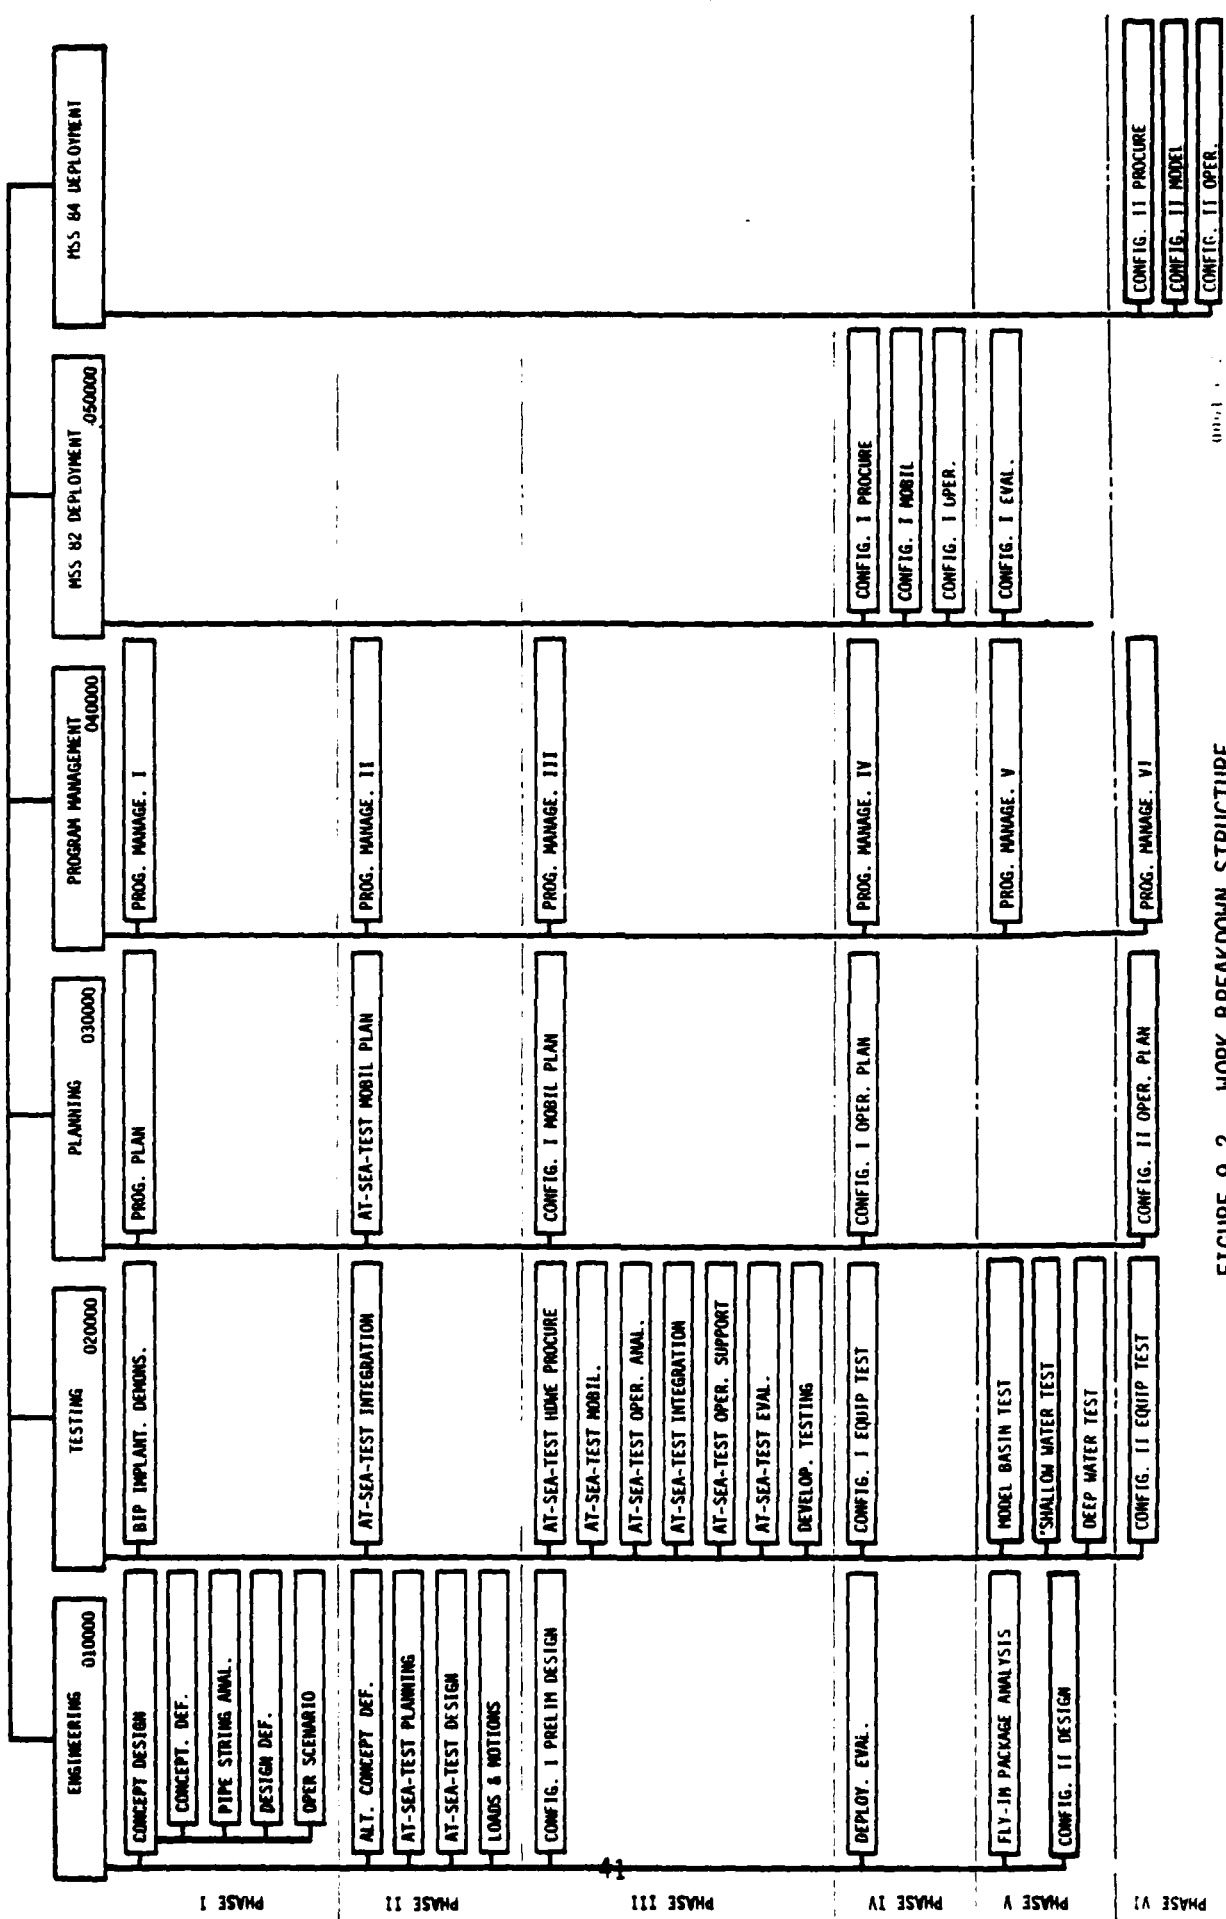 ENGINEERING
010000
CONCEPT DESIGN
CONCEPT. DEF.
PIPE STRING ANAL.
DESIGN DEF.
OPER SCENARIO
ALT. CONCEPT DEF.
AT-SEA-TEST PLANNING
AT-SEA-TEST DESIGN
LOADS & MOTIONS
CONFIG. I PRELIM DESIGN
DEPLOY. EVAL.
FLY-IN PACKAGE ANALYSIS
CONFIG. II DESIGN
TESTING
020000
BIP IMPLANT. DEMONS.
AT-SEA-TEST INTEGRATION
AT-SEA-TEST HDWE PROCURE
AT-SEA-TEST MOBIL.
AT-SEA-TEST OPER. ANAL.
AT-SEA-TEST INTEGRATION
AT-SEA-TEST OPER. SUPPORT
AT-SEA-TEST EVAL.
DEVELOP. TESTING
CONFIG. I EQUIP TEST
MODEL BASIN TEST
SHALLOW WATER TEST
DEEP WATER TEST
CONFIG. II EQUIP TEST
PLANNING
030000
PROG. PLAN
AT-SEA-TEST MOBIL PLAN
CONFIG. I MOBIL PLAN
CONFIG. I OPER. PLAN
CONFIG. II OPER. PLAN
PROGRAM MANAGEMENT
040000
PROG. MANAGE. I
PROG. MANAGE. II
PROG. MANAGE. III
PROG. MANAGE. IV
PROG. MANAGE. V
PROG. MANAGE. VI
MSS 82 DEPLOYMENT
050000
CONFIG. I PROCURE
CONFIG. I MOBIL
CONFIG. I OPER.
CONFIG. I EVAL.
MSS 84 DEPLOYMENT
CONFIG. II PROCURE
CONFIG. II MODEL
CONFIG. II OPER.
PHASE I
PHASE II
PHASE III
PHASE IV
PHASE V
PHASE VI
41
FIGURE 9.2 WORK BREAKDOWN STRUCTURE